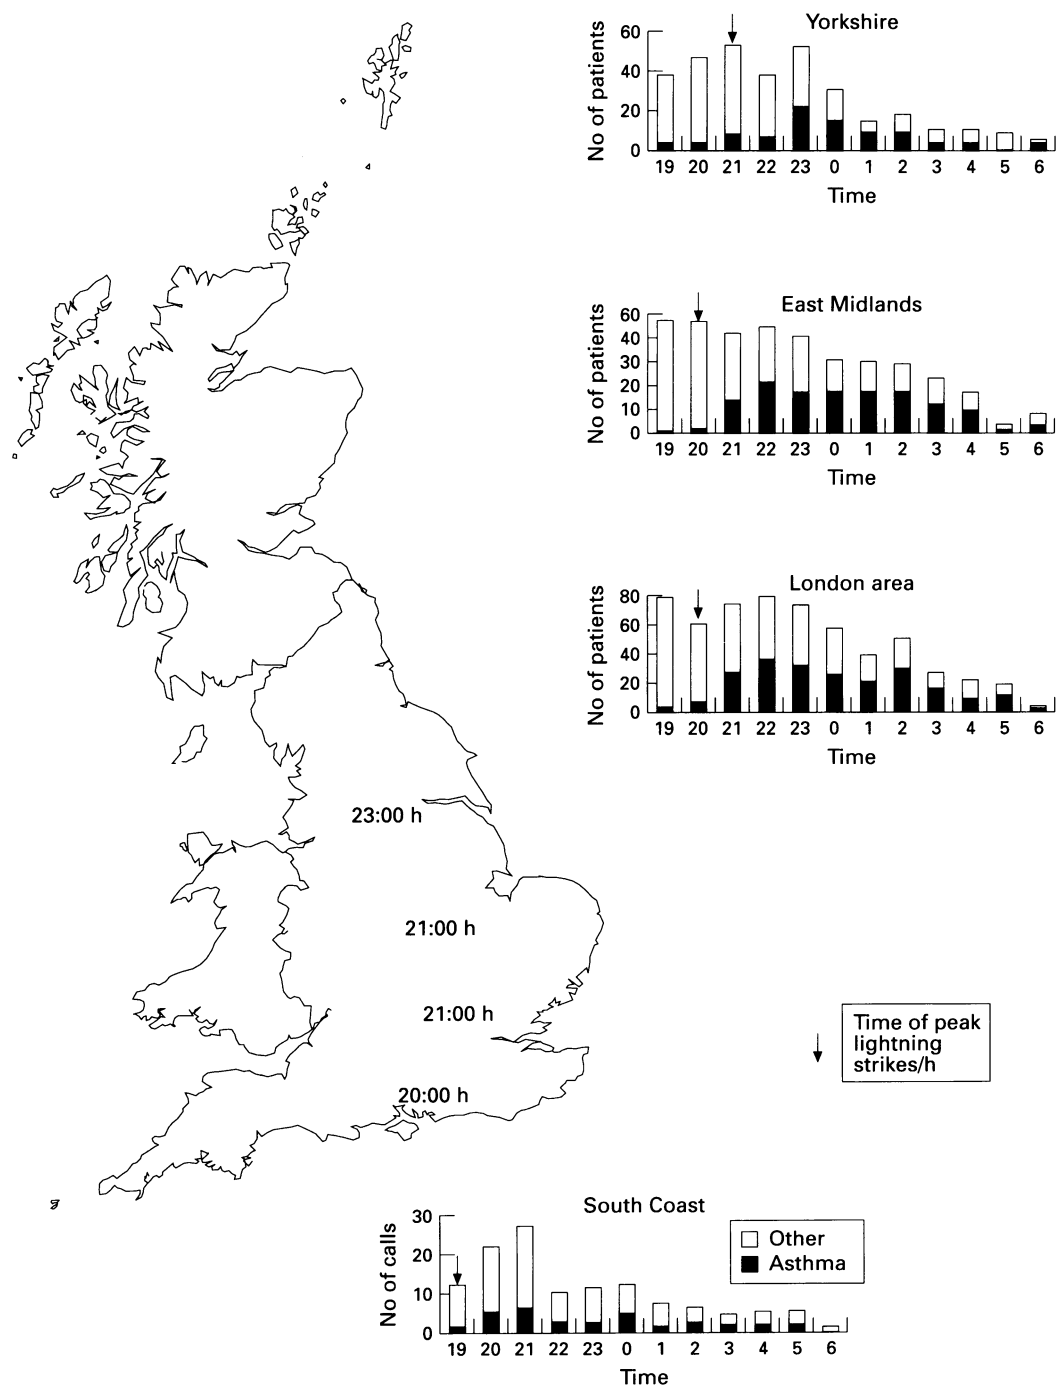 Yorkshire
No of patients
60
40
20
0
19 20 21 22 23 0 1 2 3 4 5 6
Time
East Midlands
No of patients
60
40
30
20
10
0
19 20 21 22 23 0 1 2 3 4 5 6
Time
London area
No of patients
80
60
40
20
0
19 20 21 22 23 0 1 2 3 4 5 6
Time
23:00 h
21:00 h
21:00 h
20:00 h
Time of peak
lightning
strikes/h
South Coast
No of calls
30
20
10
0
19 20 21 22 23 0 1 2 3 4 5 6
Time
Other
Asthma